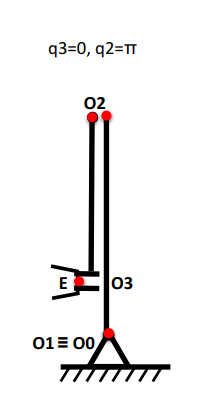 q3=0, q2=π
O2
E
O3
O1 ≡ O0